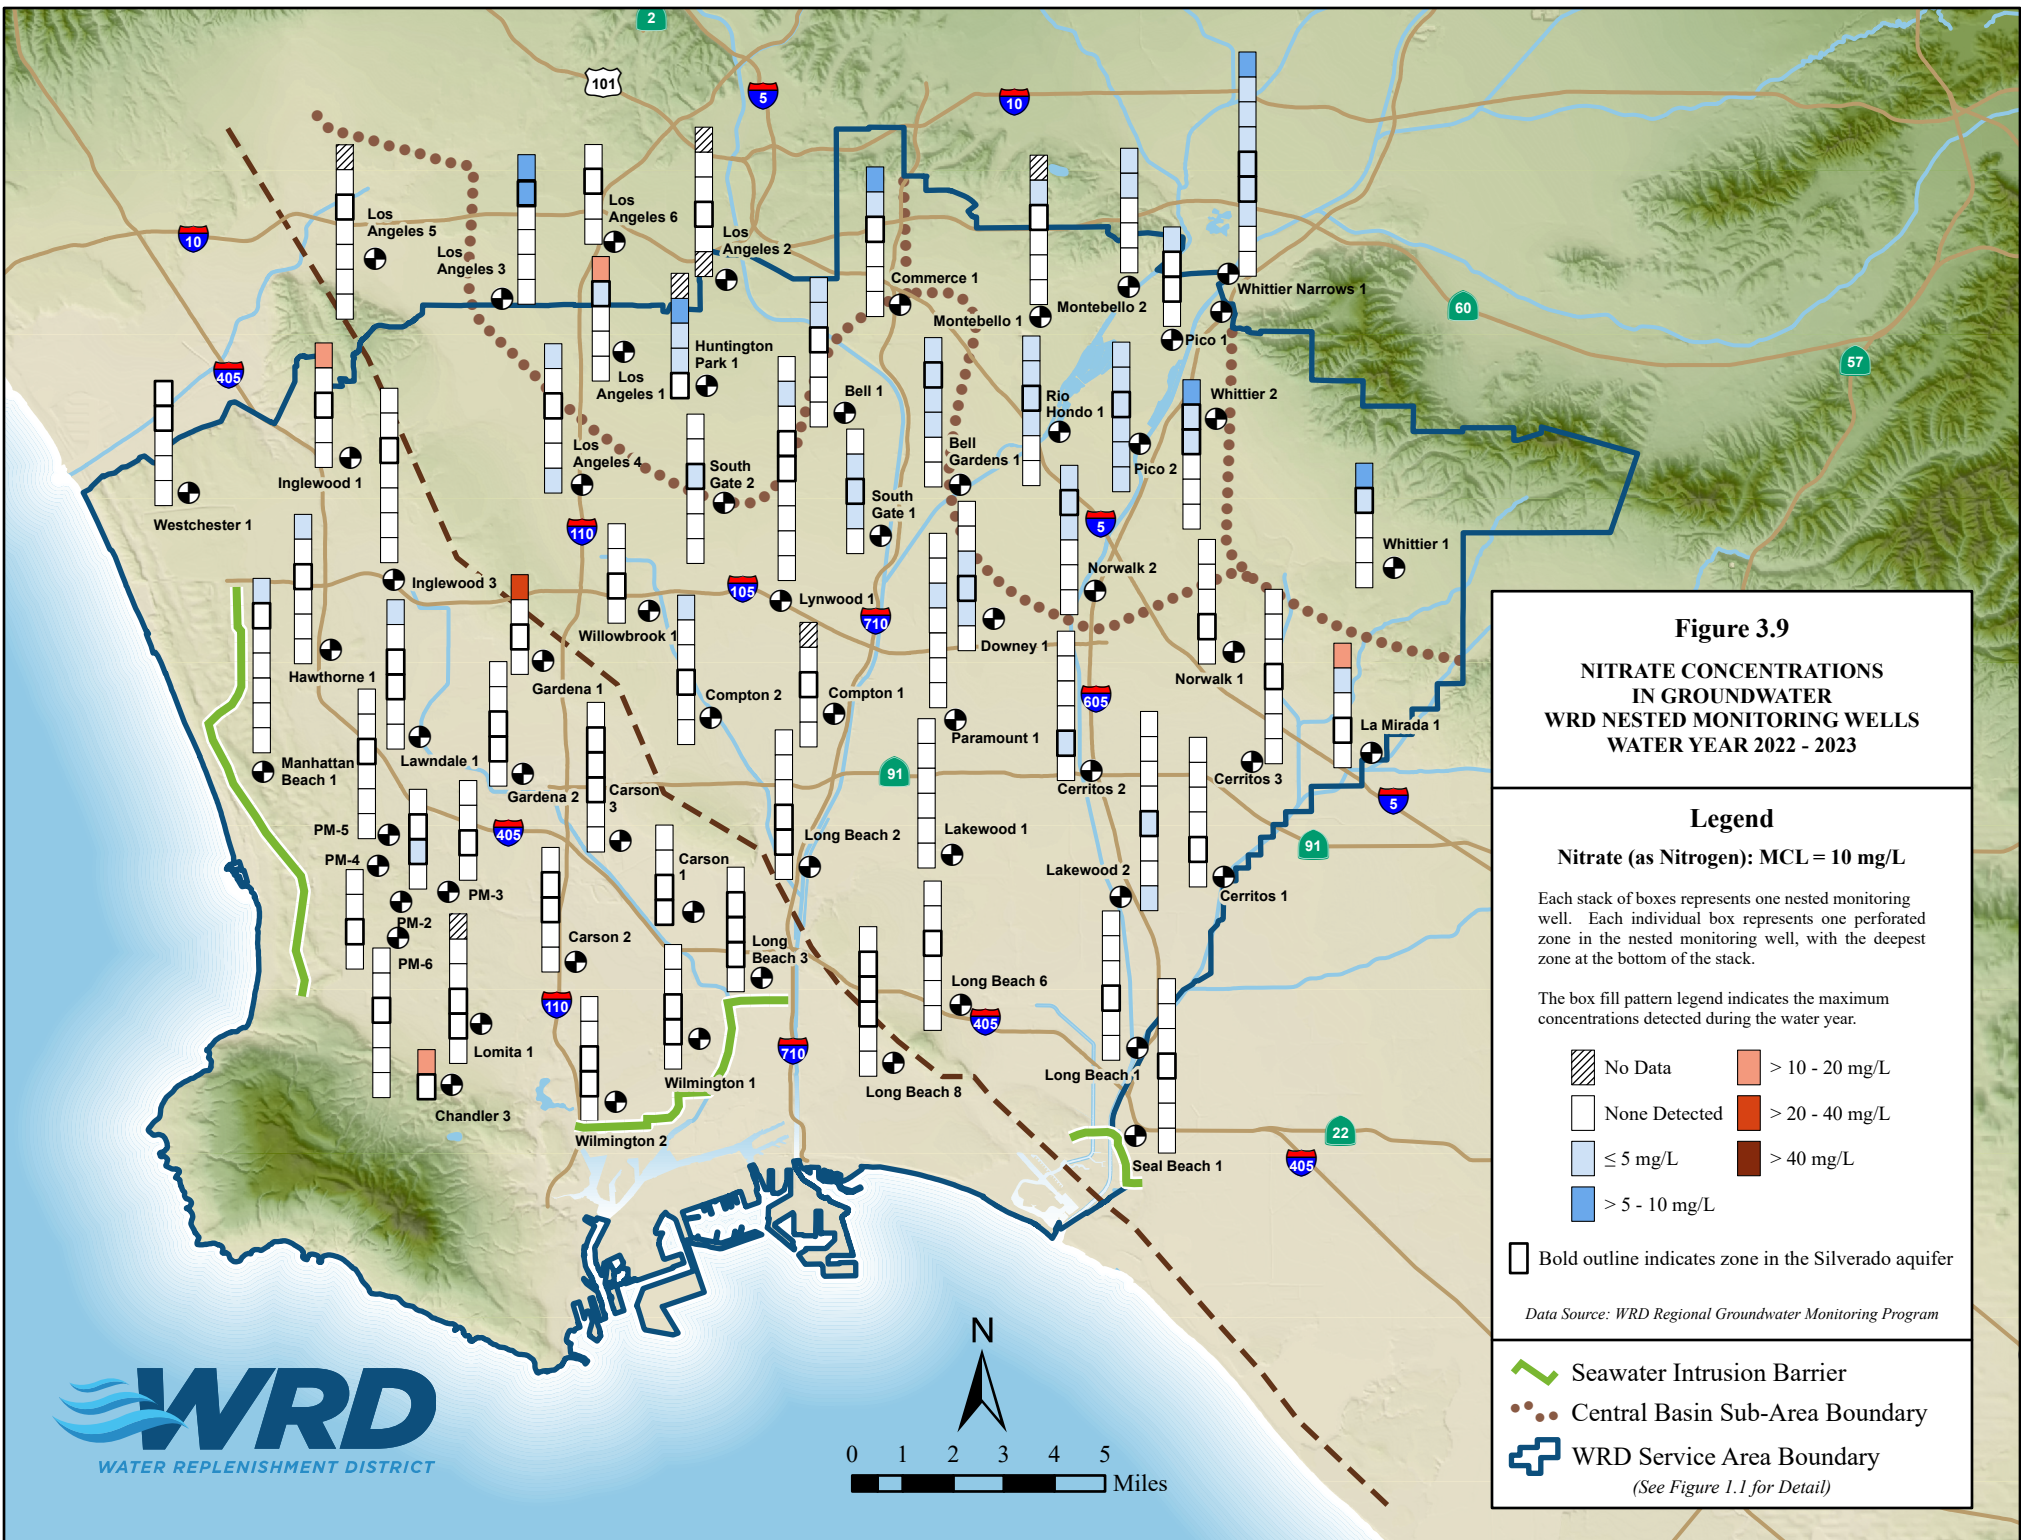 2
101
5
10
10
Los
Angeles 5
Los
Angeles 6
Los
Angeles 2
Los
Angeles 3
Commerce 1
Montebello 1
Montebello 2
Whittier Narrows 1
60
Pico 1
57
405
Huntington
Park 1
Los
Angeles 1
Bell 1
Rio
Hondo 1
Whittier 2
Inglewood 1
Los
Angeles 4
South
Gate 2
Bell
Gardens 1
Pico 2
Westchester 1
South
Gate 1
110
5
Whittier 1
Inglewood 3
105
Lynwood 1
Norwalk 2
710
Willowbrook 1
Downey 1
Hawthorne 1
Gardena 1
Compton 2
Compton 1
Norwalk 1
605
La Mirada 1
Paramount 1
Manhattan
Beach 1
Lawndale 1
91
Cerritos 3
Cerritos 2
Gardena 2
Carson
3
5
PM-5
405
Long Beach 2
Lakewood 1
91
PM-4
Carson
1
Lakewood 2
PM-3
Cerritos 1
PM-2
Carson 2
Long
Beach 3
PM-6
Long Beach 6
110
405
Lomita 1
710
Wilmington 1
Long Beach 8
Long Beach 1
Chandler 3
Wilmington 2
22
Seal Beach 1
405
Figure 3.9
NITRATE CONCENTRATIONS
IN GROUNDWATER
WRD NESTED MONITORING WELLS
WATER YEAR 2022 - 2023
Legend
Nitrate (as Nitrogen): MCL = 10 mg/L
Each stack of boxes represents one nested monitoring
well. Each individual box represents one perforated
zone in the nested monitoring well, with the deepest
zone at the bottom of the stack.
The box fill pattern legend indicates the maximum
concentrations detected during the water year.
No Data
> 10 - 20 mg/L
None Detected
> 20 - 40 mg/L
≤ 5 mg/L
> 40 mg/L
> 5 - 10 mg/L
Bold outline indicates zone in the Silverado aquifer
Data Source: WRD Regional Groundwater Monitoring Program
Seawater Intrusion Barrier
Central Basin Sub-Area Boundary
WRD Service Area Boundary
(See Figure 1.1 for Detail)
N
0 1 2 3 4 5
Miles
WRD
WATER REPLENISHMENT DISTRICT